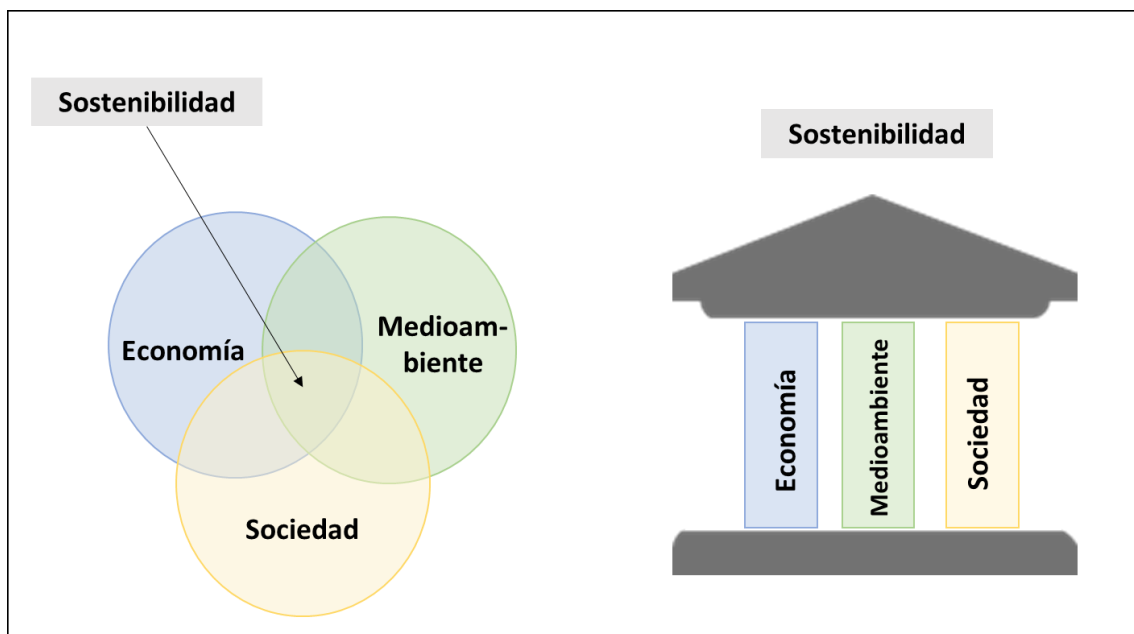 Sostenibilidad
Economía
Medioam-
biente
Sociedad
Sostenibilidad
Economía
Medioambiente
Sociedad